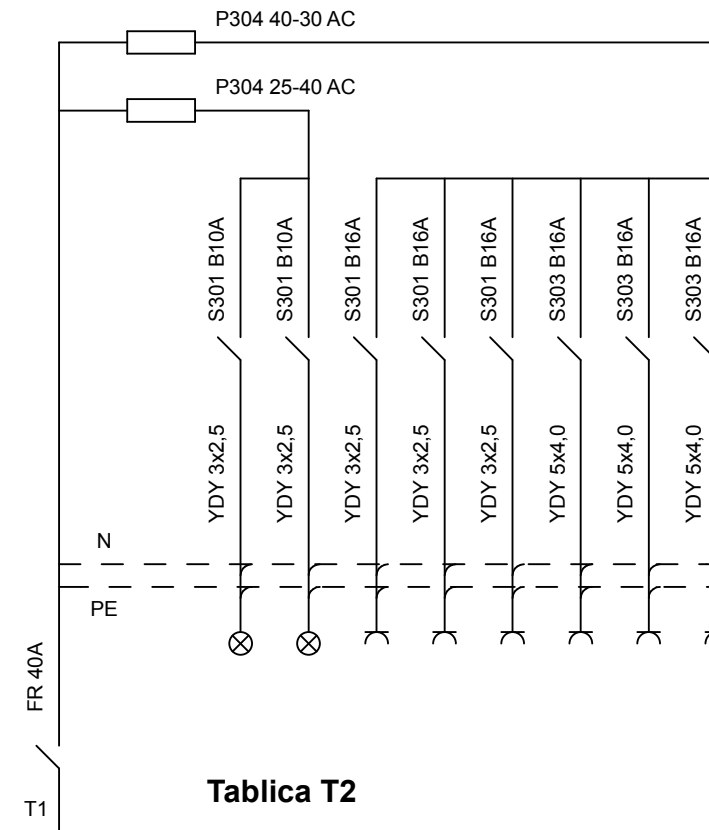 P304 40-30 AC
P304 25-40 AC
S301 B10A
S301 B10A
S301 B16A
S301 B16A
S301 B16A
S303 B16A
S303 B16A
S303 B16A
YDY 3x2,5
YDY 3x2,5
YDY 3x2,5
YDY 3x2,5
YDY 3x2,5
YDY 5x4,0
YDY 5x4,0
YDY 5x4,0
N
PE
FR 40A
Tablica T2
T1